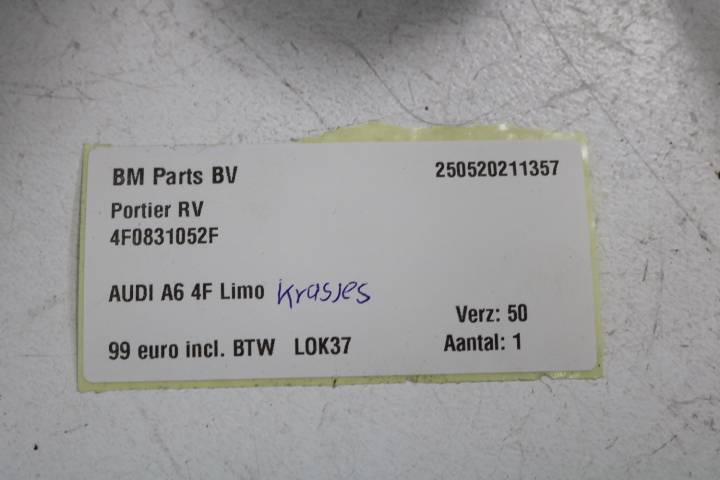 BM Parts BV 250520211357
Portier RV
4F0831052F
AUDI A6 4F Limo Krasjes
Verz: 50
99 euro incl. BTW LOK37 Aantal: 1